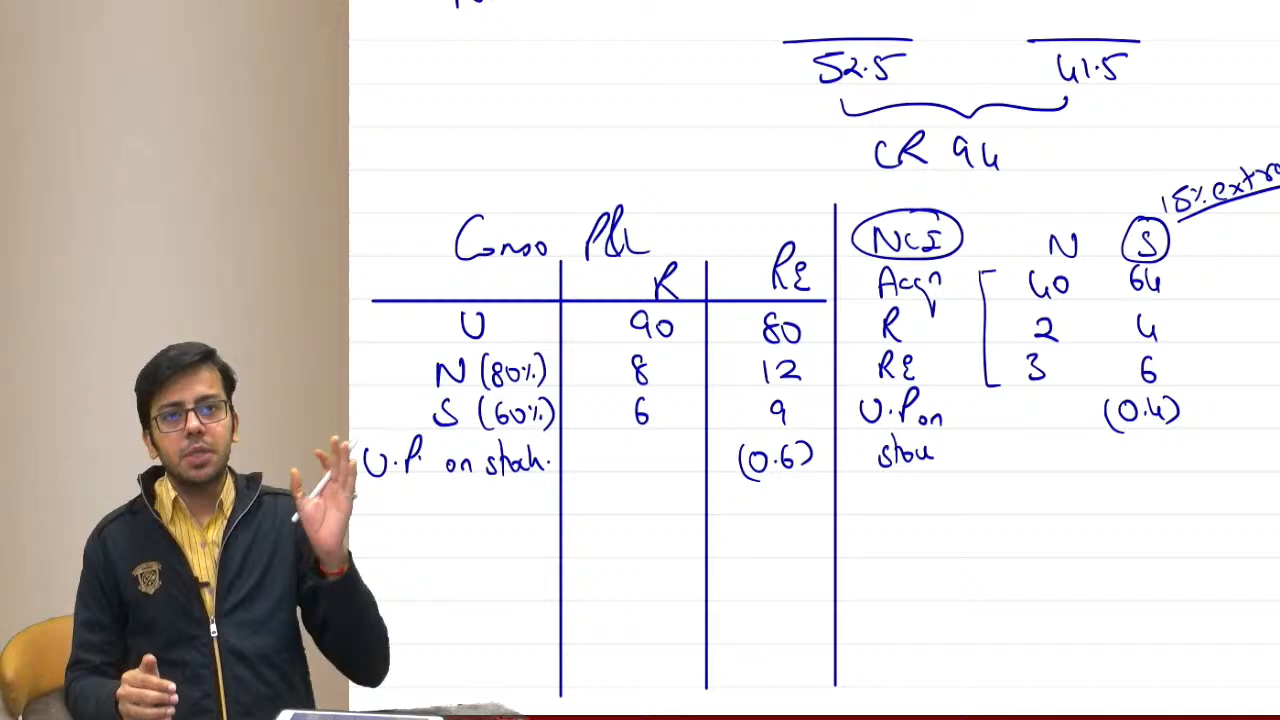 52.5 41.5
CR 94
15% extra
Conso P&L
R RE
U 90 80
N (80%) 8 12
S (60%) 6 9
U.P. on stock. (0.6)
NCI N S
Acqn 40 64
R 2 4
RE 3 6
U.P on (0.4)
stock